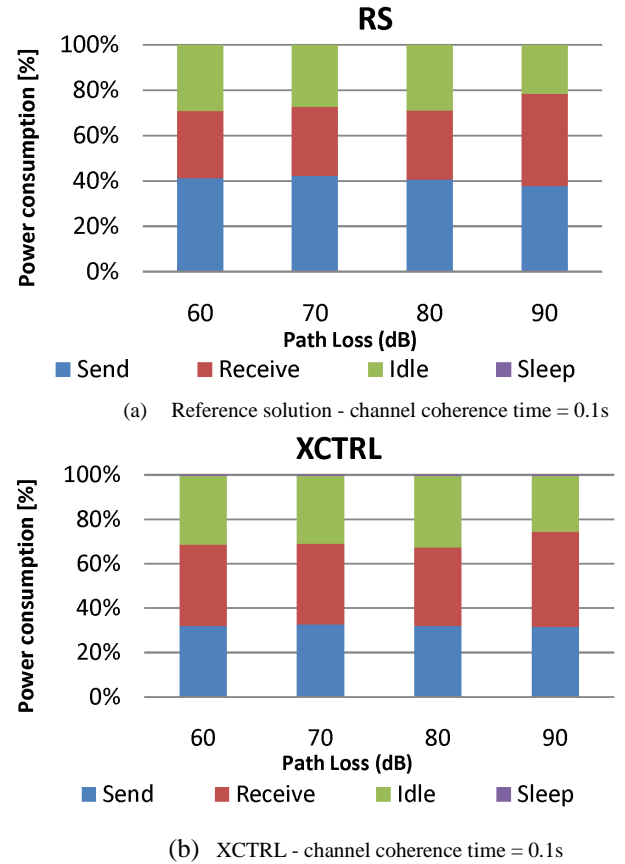 RS
Power consumption [%]
100%
80%
60%
40%
20%
0%
60 70 80 90
Path Loss (dB)
Send Receive Idle Sleep
(a) Reference solution - channel coherence time = 0.1s
XCTRL
Power consumption [%]
100%
80%
60%
40%
20%
0%
60 70 80 90
Path Loss (dB)
Send Receive Idle Sleep
(b) XCTRL - channel coherence time = 0.1s